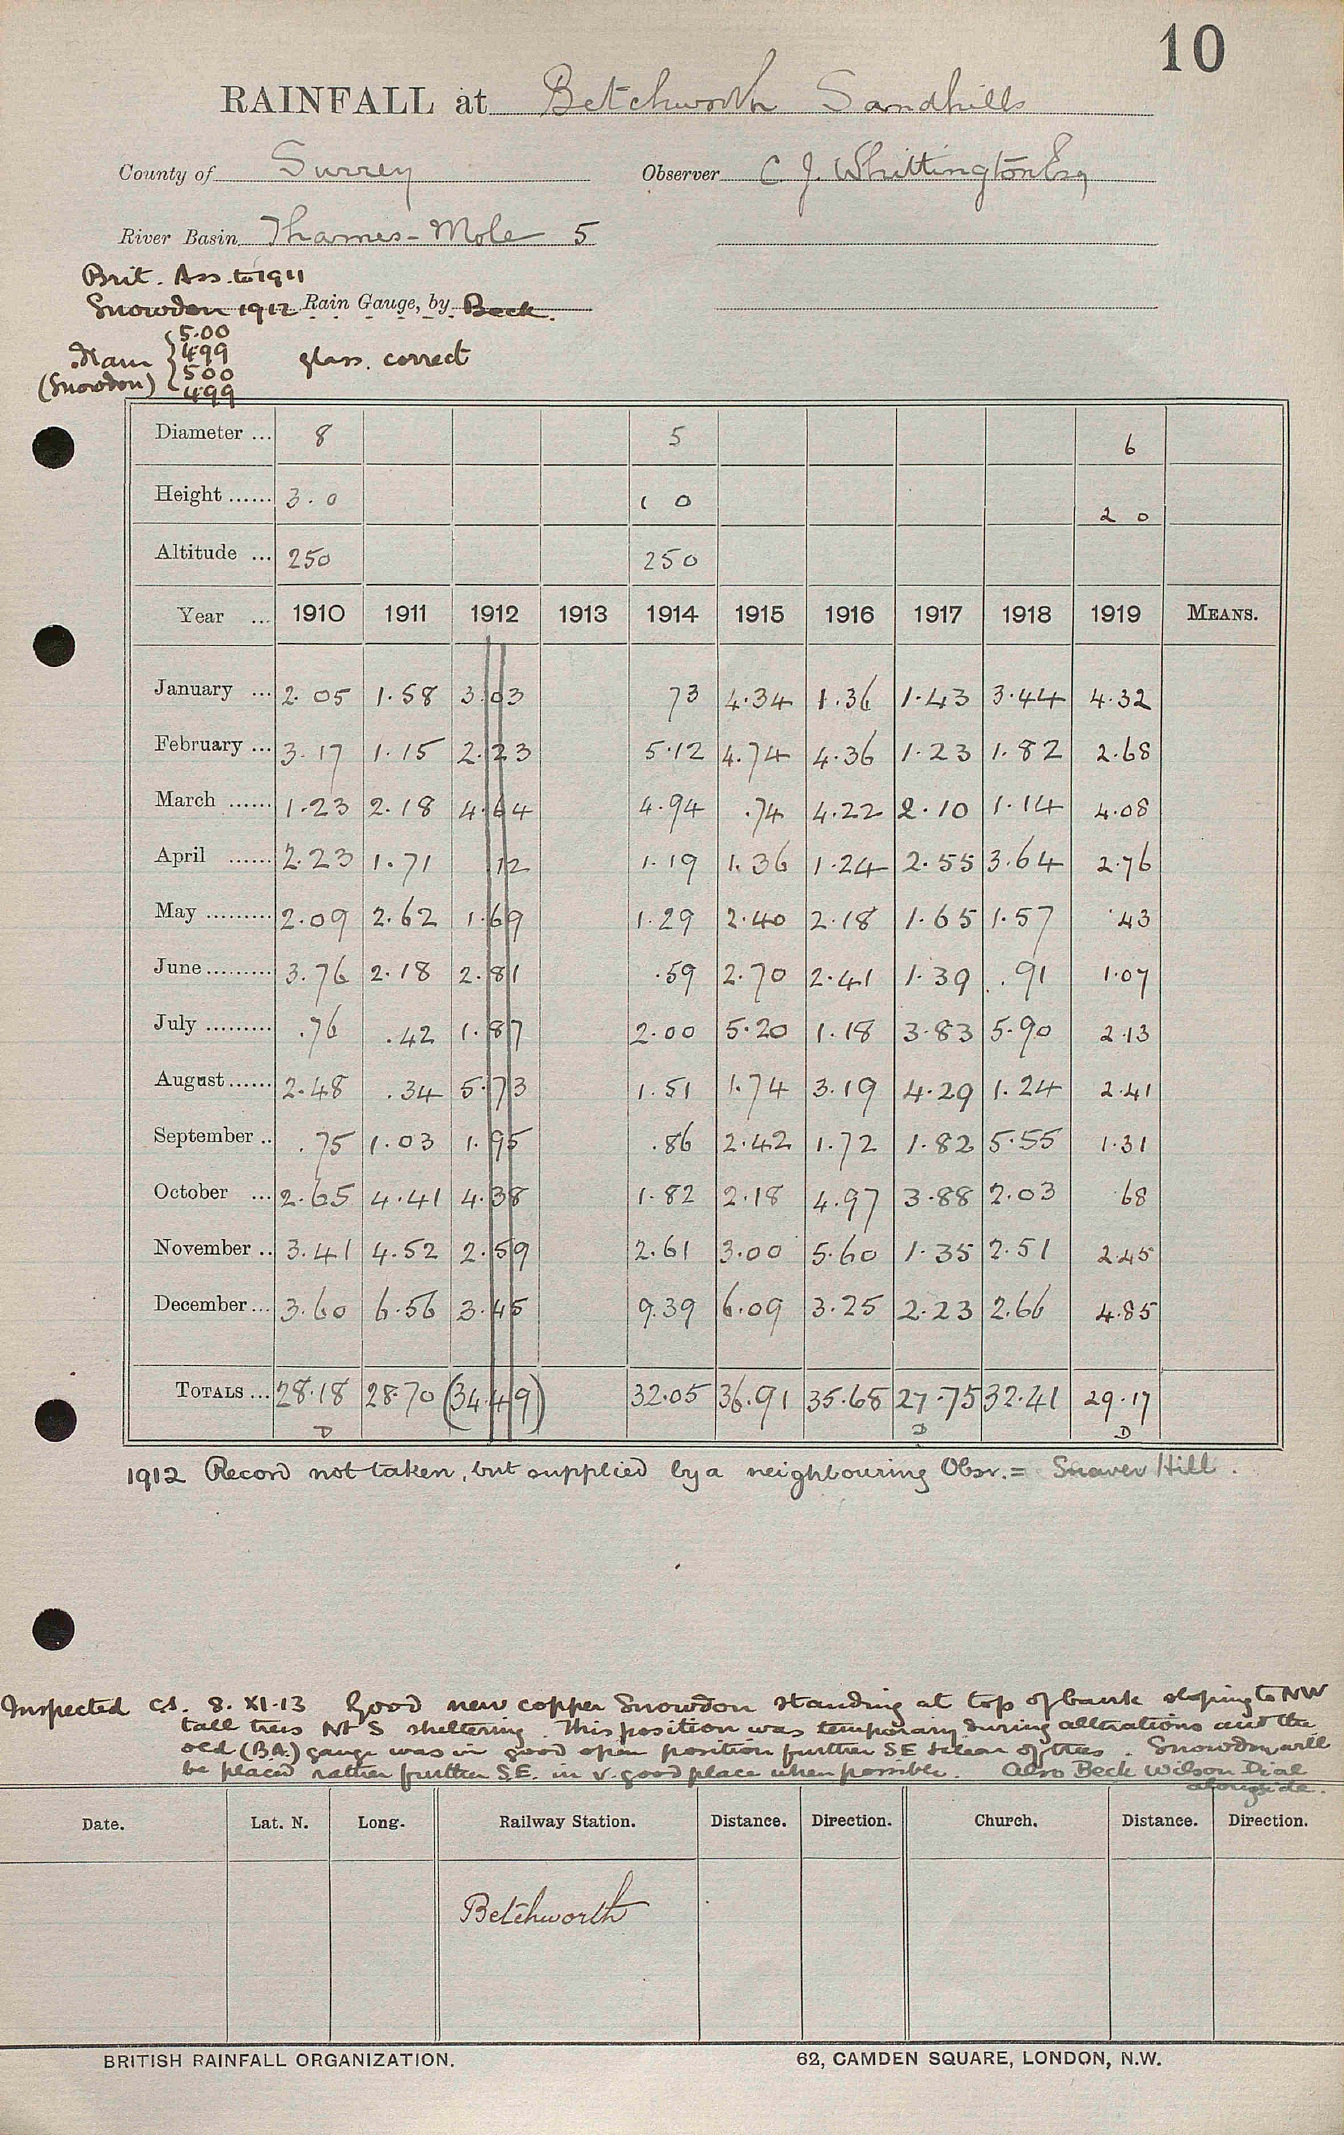 10
RAINFALL at Betchworth Sandhills
County of Surrey Observer C J. Whittington Esq
River Basin Thames - Mole 5
Brit. Ass. to 1911
Snowdon 1912 Rain Gauge, by Beck.
Diam (Snowdon) { 5.00 499 500 499 glass. correct
Diameter ... 8 5 6
Height ...... 3.0 1 0 2 0
Altitude ... 250 250
Year ... 1910 1911 1912 1913 1914 1915 1916 1917 1918 1919 MEANS.
January ... 2.05 1.58 3.03 73 4.34 1.36 1.43 3.44 4.32
February ... 3.17 1.15 2.23 5.12 4.74 4.36 1.23 1.82 2.68
March ...... 1.23 2.18 4.64 4.94 .74 4.22 2.10 1.14 4.08
April ...... 2.23 1.71 .12 1.19 1.36 1.24 2.55 3.64 2.76
May ......... 2.09 2.62 1.69 1.29 2.40 2.18 1.65 1.57 .43
June ......... 3.76 2.18 2.81 .59 2.70 2.41 1.39 .91 1.07
July ......... .76 .42 1.87 2.00 5.20 1.18 3.83 5.90 2.13
August ...... 2.48 .34 5.73 1.51 1.74 3.19 4.29 1.24 2.41
September .. .75 1.03 1.95 .86 2.42 1.72 1.82 5.55 1.31
October ... 2.65 4.41 4.38 1.82 2.18 4.97 3.88 2.03 68
November .. 3.41 4.52 2.59 2.61 3.00 5.60 1.35 2.51 2.45
December ... 3.60 6.56 3.45 9.39 6.09 3.25 2.23 2.66 4.85
TOTALS ... 28.18 28.70 (34.49) 32.05 36.91 35.68 27.75 32.41 29.17
D D D
1912 Record not taken, but supplied by a neighbouring Obsr. = Hill.
Inspected C.S. 8. XI.13 Good new copper Snowdon standing at top of bank sloping to NW
tall trees N & S sheltering. This position was temporary during alterations and the
old (B.A.) gauge was in good open position further SE & clear of trees. Snowdon will
be placed rather further S.E. in v. good place when possible. Also Beck Wilson Dial
alongside.
Date. Lat. N. Long. Railway Station. Distance. Direction. Church. Distance. Direction.
Betchworth
BRITISH RAINFALL ORGANIZATION. 62, CAMDEN SQUARE, LONDON, N.W.